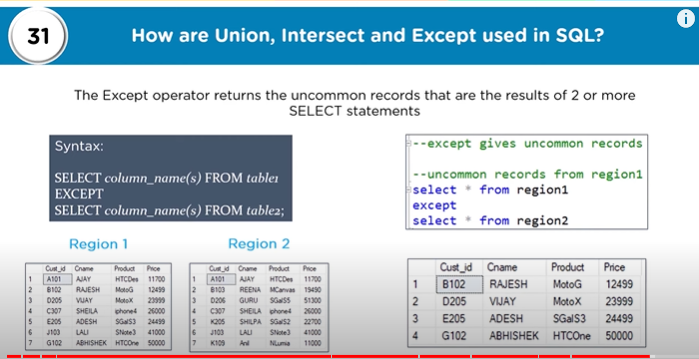 31
How are Union, Intersect and Except used in SQL?
i
The Except operator returns the uncommon records that are the results of 2 or more
SELECT statements
Syntax:
SELECT column_name(s) FROM table1
EXCEPT
SELECT column_name(s) FROM table2;
--except gives uncommon records
--uncommon records from region1
select * from region1
except
select * from region2
Region 1
Cust_id Cname Product Price
1 A101 AJAY HTCDes 11700
2 B102 RAJESH MotoG 12499
3 D205 VIJAY MotoX 23999
4 C307 SHEILA iphone4 26000
5 E205 ADESH SGalS3 24499
6 J103 LALI SNote3 41000
7 G102 ABHISHEK HTCOne 50000
Region 2
Cust_id Cname Product Price
1 A101 AJAY HTCDes 11700
2 B103 REENA MCanvas 19490
3 D206 GURU SGalS5 51300
4 C307 SHEILA iphone4 26000
5 K205 SHILPA SGalS2 22700
6 J103 LALI SNote3 41000
7 K109 Anil NLumia 11000
Cust_id Cname Product Price
1 B102 RAJESH MotoG 12499
2 D205 VIJAY MotoX 23999
3 E205 ADESH SGalS3 24499
4 G102 ABHISHEK HTCOne 50000